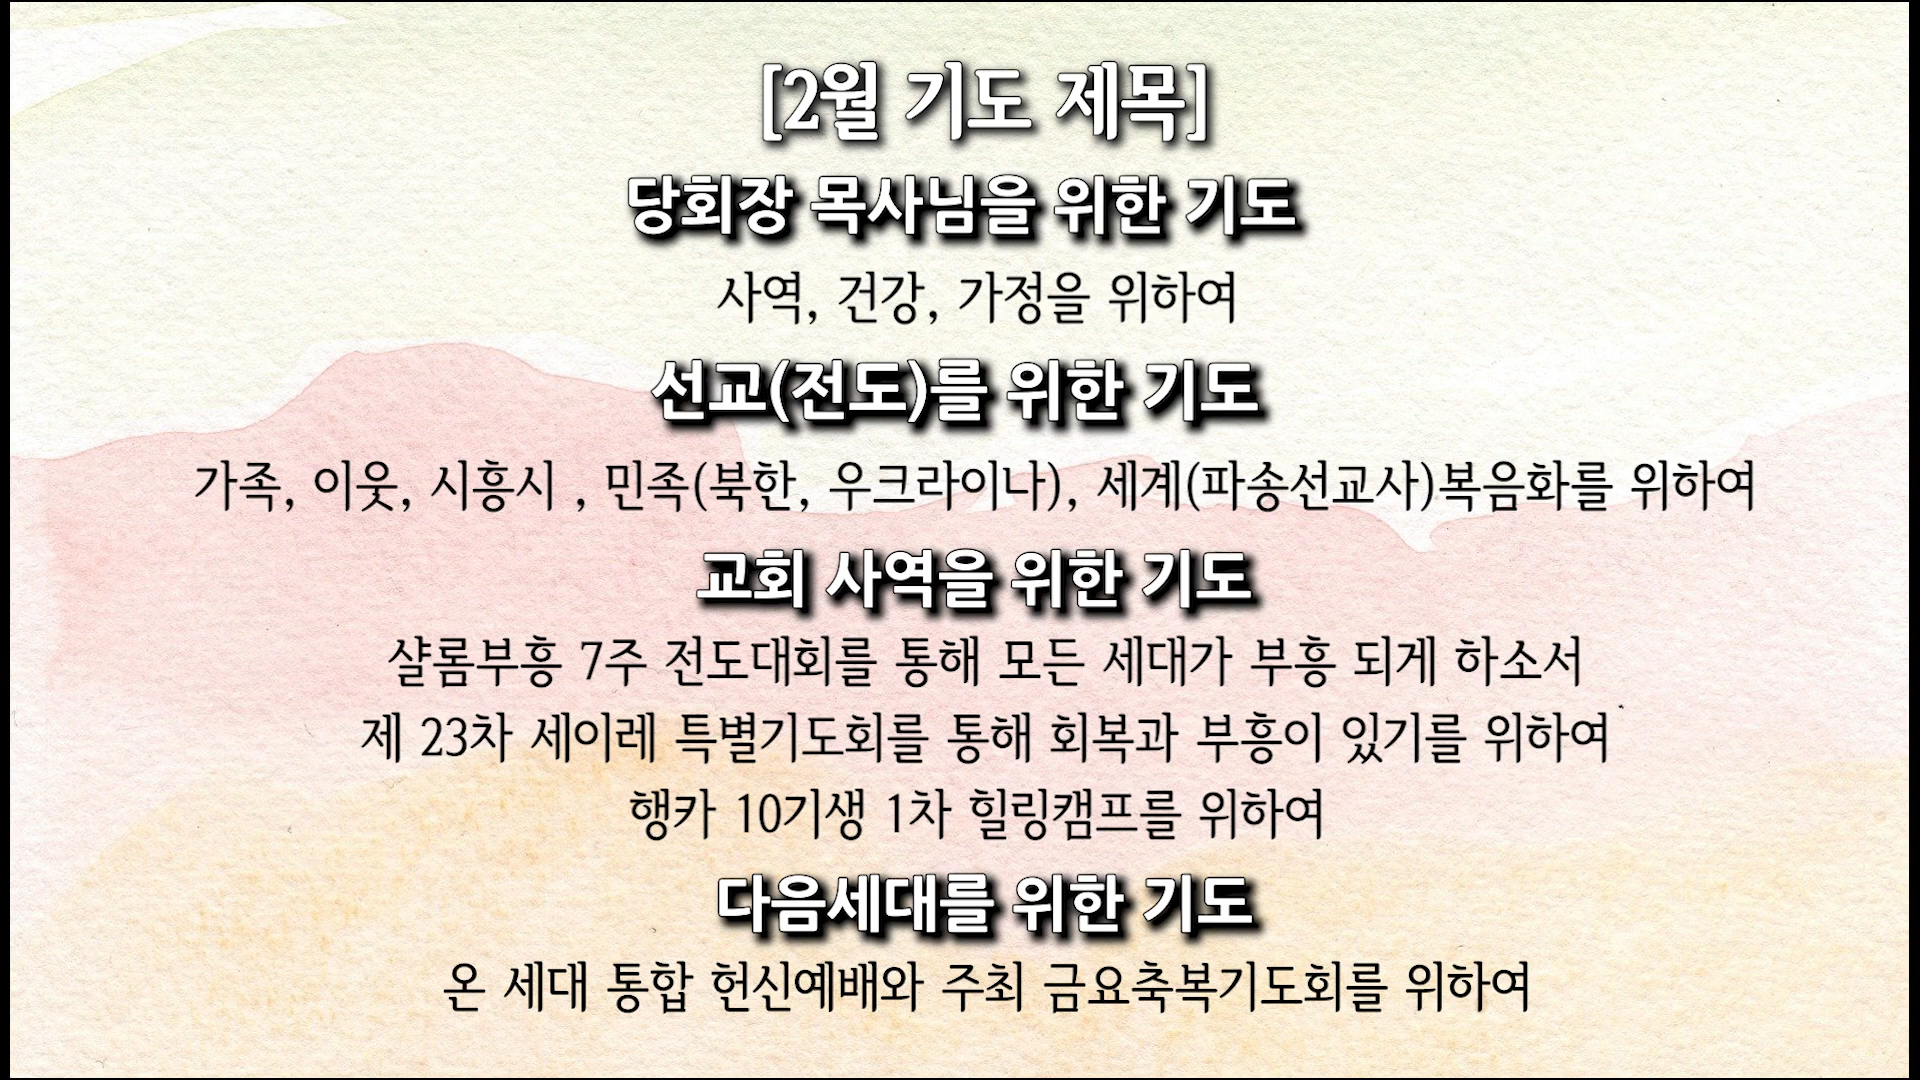 [2월 기도 제목]
당회장 목사님을 위한 기도
사역, 건강, 가정을 위하여
선교(전도)를 위한 기도
가족, 이웃, 시흥시 , 민족(북한, 우크라이나), 세계(파송선교사)복음화를 위하여
교회 사역을 위한 기도
샬롬부흥 7주 전도대회를 통해 모든 세대가 부흥 되게 하소서
제 23차 세이레 특별기도회를 통해 회복과 부흥이 있기를 위하여
행카 10기생 1차 힐링캠프를 위하여
다음세대를 위한 기도
온 세대 통합 헌신예배와 주최 금요축복기도회를 위하여